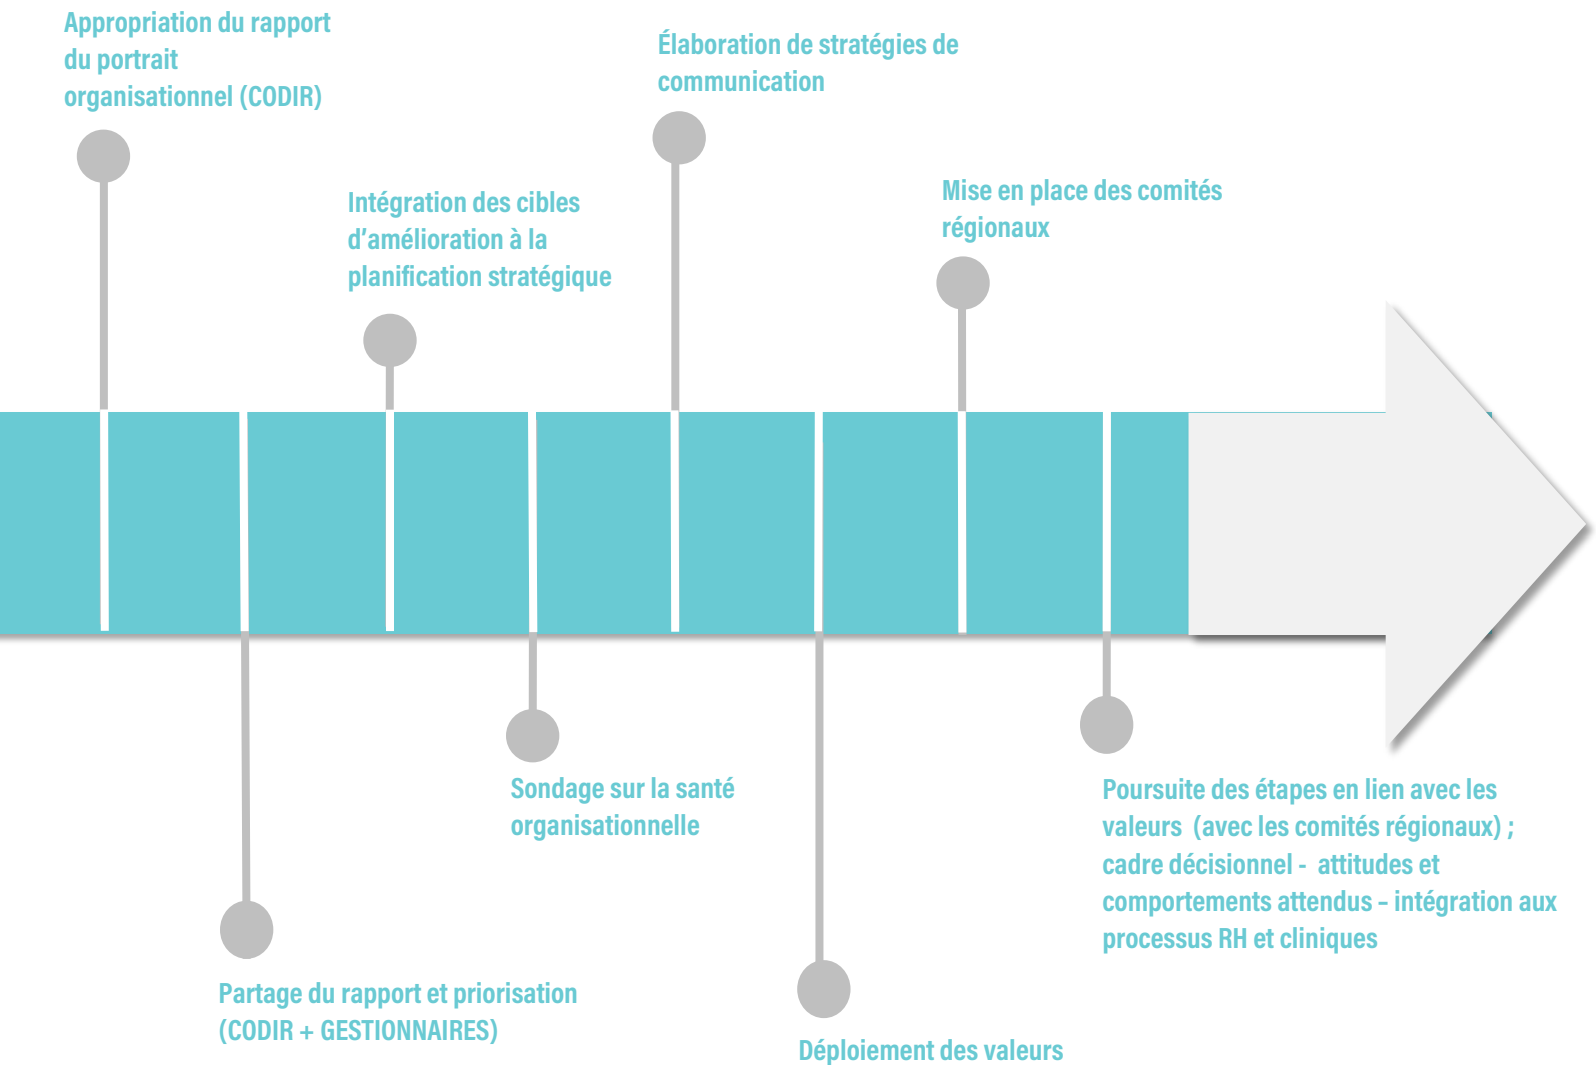 Appropriation du rapport
du portrait
organisationnel (CODIR)
Élaboration de stratégies de
communication
Intégration des cibles
d'amélioration à la
planification stratégique
Mise en place des comités
régionaux
Sondage sur la santé
organisationnelle
Poursuite des étapes en lien avec les
valeurs (avec les comités régionaux) ;
cadre décisionnel - attitudes et
comportements attendus – intégration aux
processus RH et cliniques
Partage du rapport et priorisation
(CODIR + GESTIONNAIRES)
Déploiement des valeurs